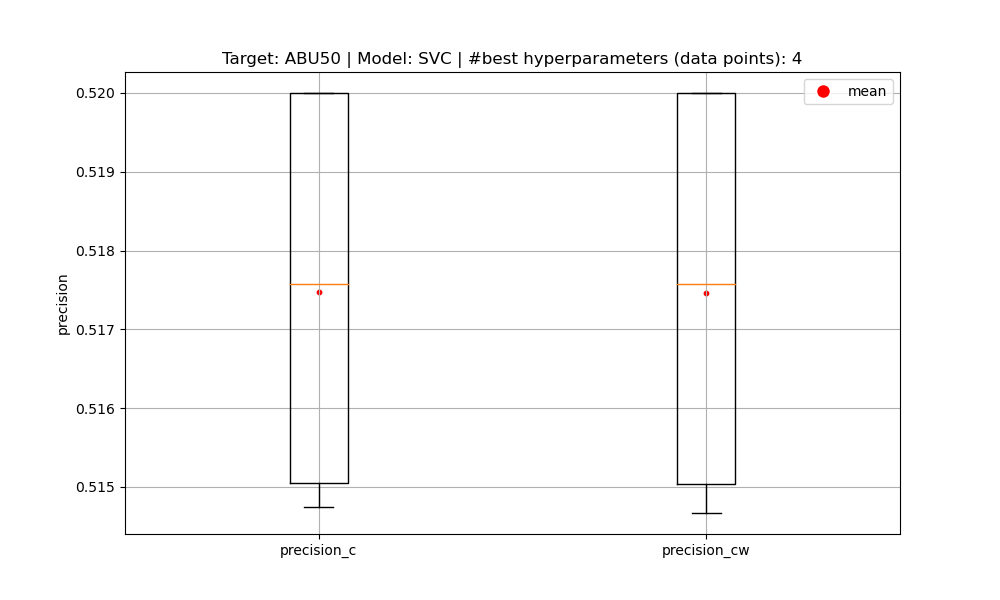 Target: ABU50 | Model: SVC | #best hyperparameters (data points): 4
mean
0.520
0.519
0.518
0.517
0.516
0.515
precision
precision_c
precision_cw